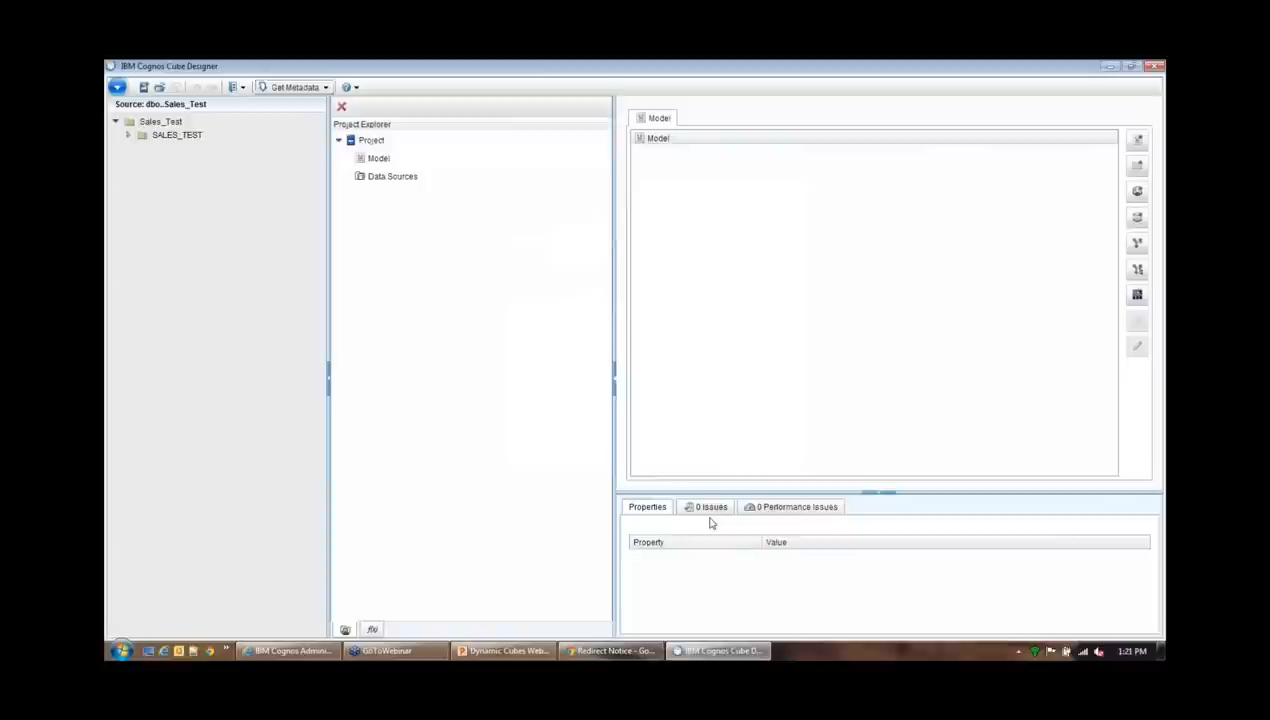 IBM Cognos Cube Designer
Get Metadata
Source: dbo..Sales_Test
Sales_Test
SALES_TEST
Project Explorer
Project
Model
Data Sources
f(x)
Model
Model
Properties
0 Issues
0 Performance Issues
Property
Value
IBM Cognos Admini...
GoToWebinar
Dynamic Cubes Web...
Redirect Notice - Go...
IBM Cognos Cube D...
1:21 PM